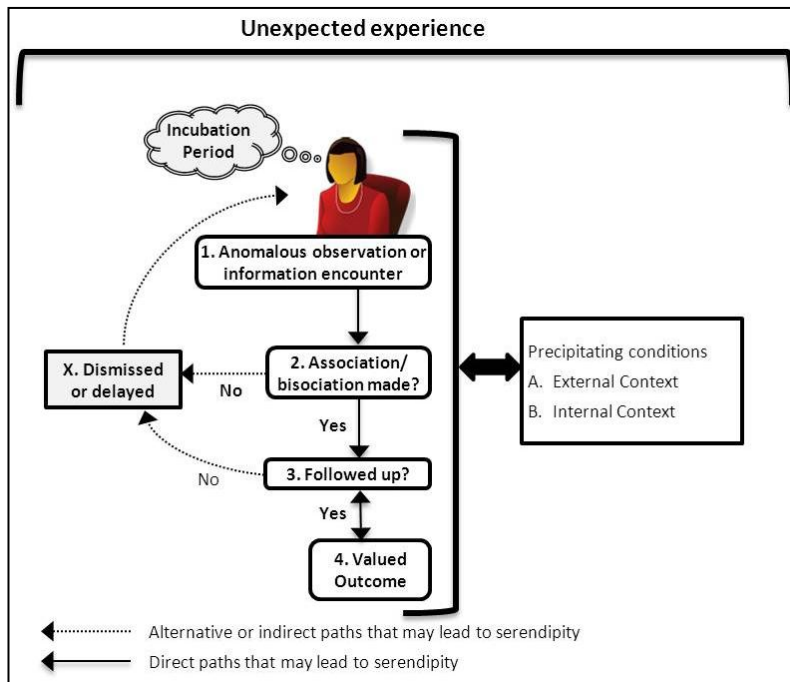 Unexpected experience
Incubation
Period
1. Anomalous observation or
information encounter
X. Dismissed
or delayed
No
2. Association/
bisociation made?
Precipitating conditions
A. External Context
B. Internal Context
Yes
No
3. Followed up?
Yes
4. Valued
Outcome
Alternative or indirect paths that may lead to serendipity
Direct paths that may lead to serendipity